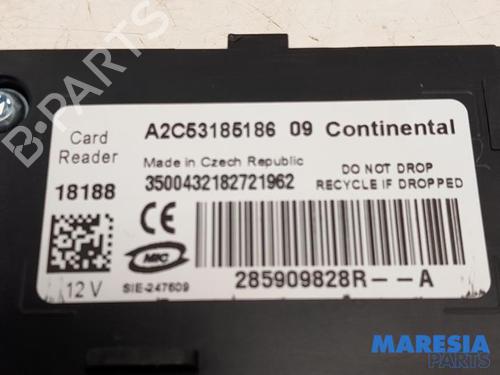 A2C53185186 09 Continental
Card
Reader
Made in Czech Republic
DO NOT DROP
18188
3500432182721962
RECYCLE IF DROPPED
CE
MIC
285909828R--A
12 V
SIE-247609
B-PARTS
MARESIA
PARTS